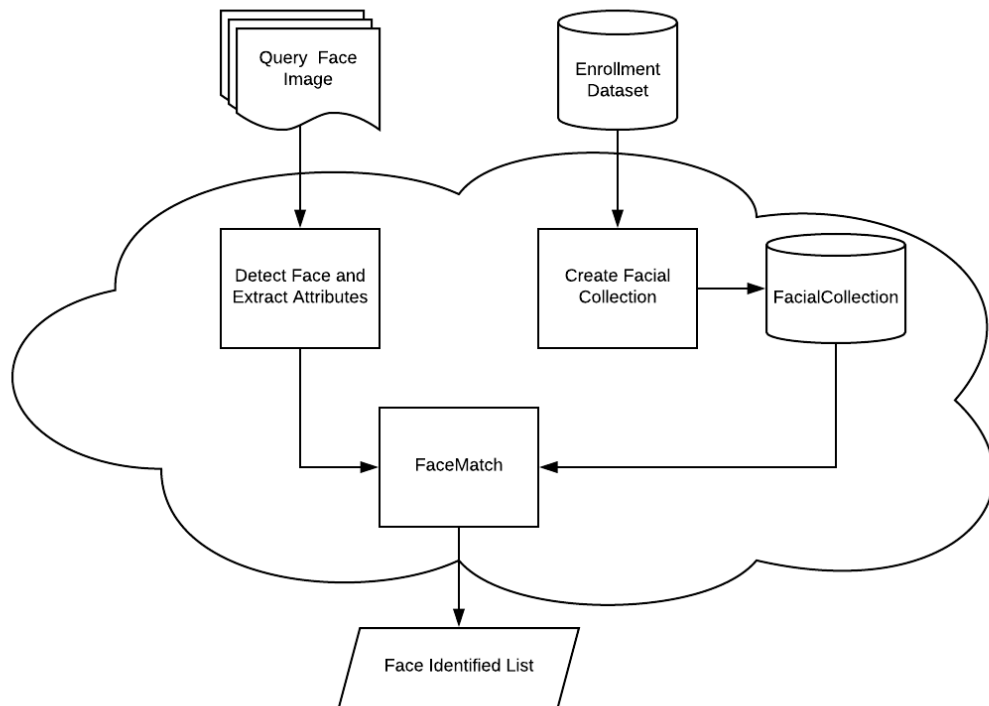 Query Face
Image
Enrollment
Dataset
Detect Face and
Extract Attributes
Create Facial
Collection
FacialCollection
FaceMatch
Face Identified List